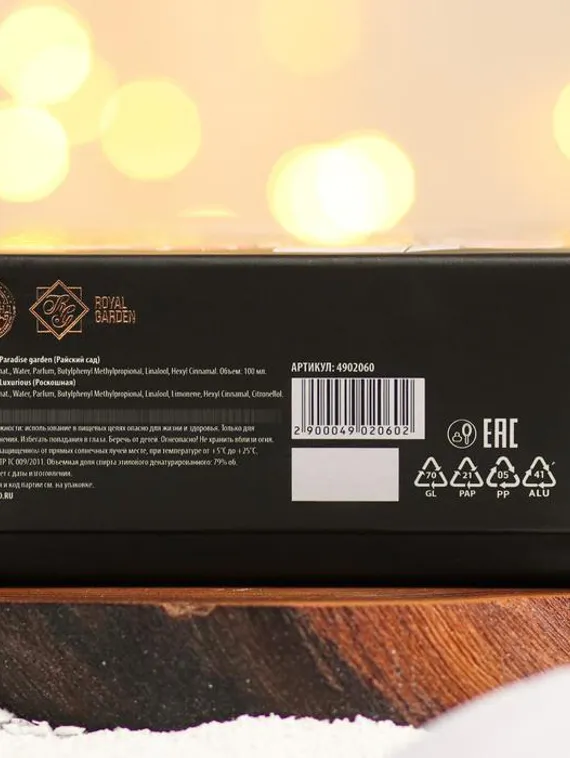 ROYAL
GARDEN
Paradise garden (Райский сад)
nat., Water, Parfum, Butylphenyl Methylpropional, Linalool, Hexyl Cinnamal. Объем: 100 мл.
Luxurious (Роскошная)
nat., Water, Parfum, Butylphenyl Methylpropional, Linalool, Limonene, Hexyl Cinnamal, Citronellol.
использование в пищевых целях опасно для жизни и здоровья. Только для
Избегать попадания в глаза. Беречь от детей. Огнеопасно! Не хранить вблизи огня.
защищенном от прямых солнечных лучей месте, при температуре от +5°С до +25°С.
ТР ТС 009/2011. Объемная доля спирта этилового денатурированного: 79% об.
лет с даты изготовления.
и код партии см. на упаковке.
.RU
АРТИКУЛ: 4902060
2 900049 020602
EAC
70 21 05 41
GL PAP PP ALU